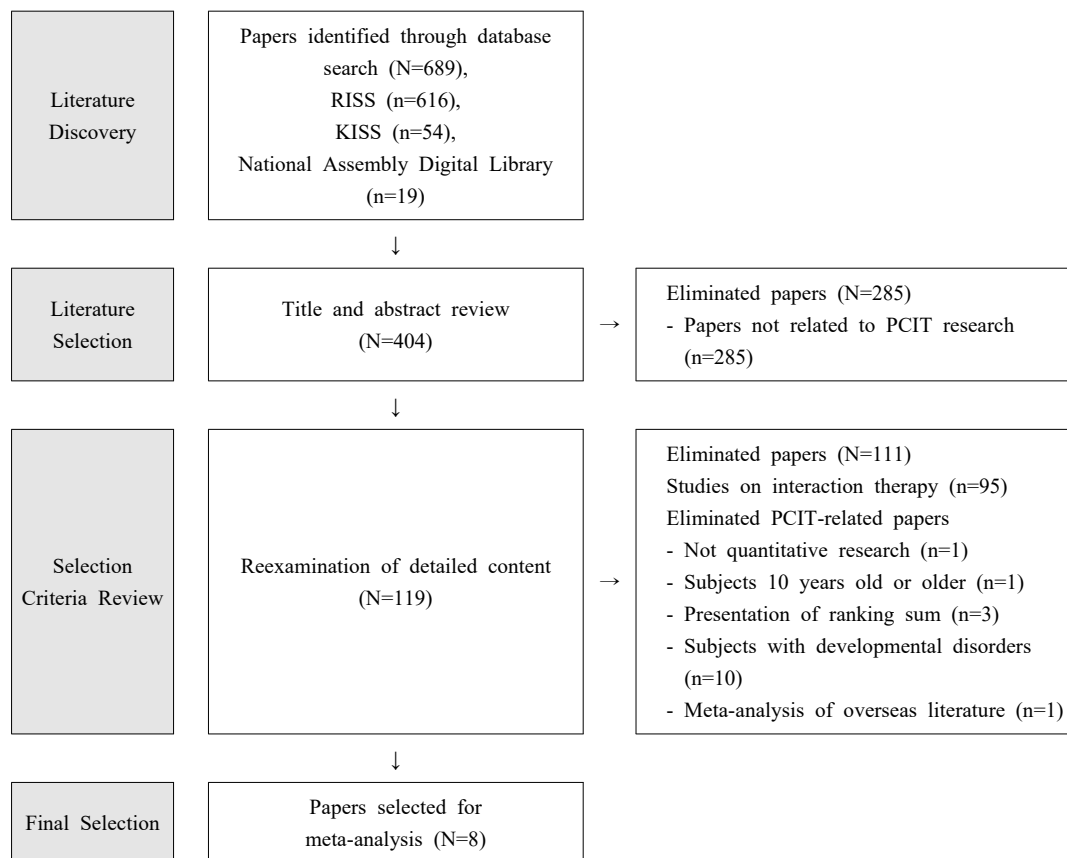 Literature
Discovery
Papers identified through database
search (N=689),
RISS (n=616),
KISS (n=54),
National Assembly Digital Library
(n=19)
↓
Literature
Selection
Title and abstract review
(N=404)
→
Eliminated papers (N=285)
- Papers not related to PCIT research
(n=285)
↓
Selection
Criteria Review
Reexamination of detailed content
(N=119)
→
Eliminated papers (N=111)
Studies on interaction therapy (n=95)
Eliminated PCIT-related papers
- Not quantitative research (n=1)
- Subjects 10 years old or older (n=1)
- Presentation of ranking sum (n=3)
- Subjects with developmental disorders
(n=10)
- Meta-analysis of overseas literature (n=1)
↓
Final Selection
Papers selected for
meta-analysis (N=8)